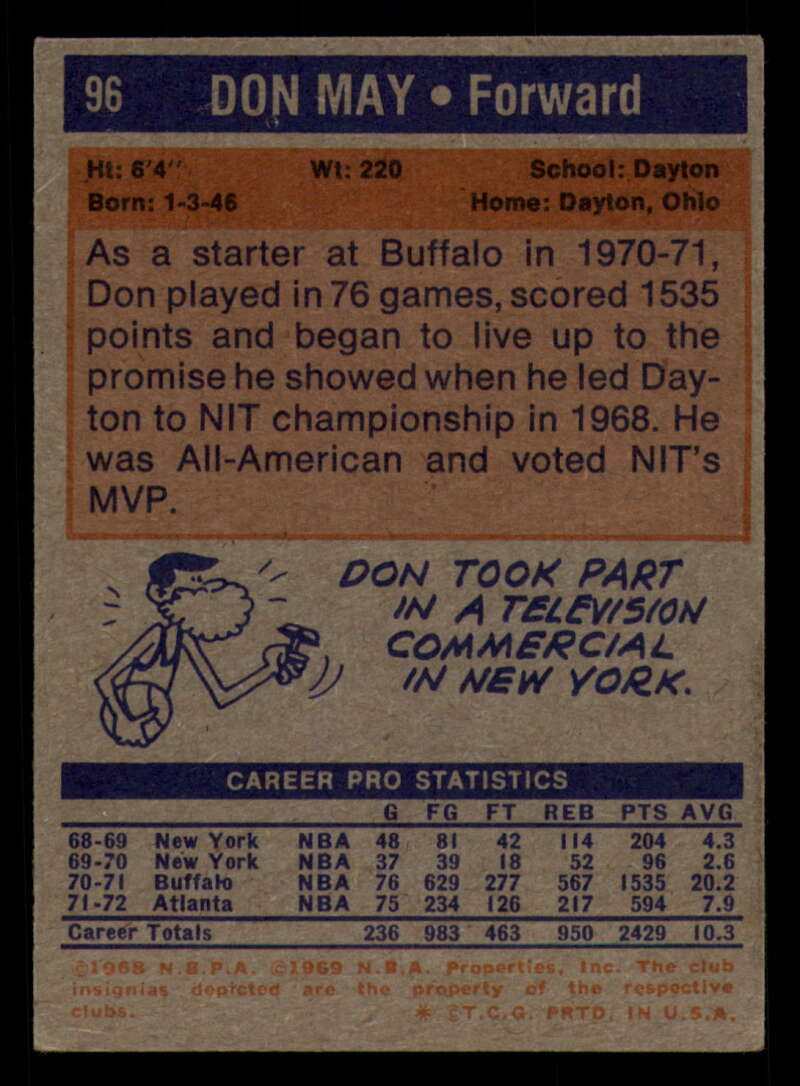 96 DON MAY • Forward
Ht: 6'4" Wt: 220 School: Dayton
Born: 1-3-46 Home: Dayton, Ohio
As a starter at Buffalo in 1970-71,
Don played in 76 games, scored 1535
points and began to live up to the
promise he showed when he led Day-
ton to NIT championship in 1968. He
was All-American and voted NIT's
MVP.
DON TOOK PART
IN A TELEVISION
COMMERCIAL
IN NEW YORK.
CAREER PRO STATISTICS
G FG FT REB PTS AVG
68-69 New York NBA 48 81 42 114 204 4.3
69-70 New York NBA 37 39 18 52 96 2.6
70-71 Buffalo NBA 76 629 277 567 1535 20.2
71-72 Atlanta NBA 75 234 126 217 594 7.9
Career Totals 236 983 463 950 2429 10.3
©1968 N.B.P.A. ©1969 N.B.A. Properties, Inc. The club
insignias depicted are the property of the respective
clubs. * ©T.C.G. PRTD. IN U.S.A.